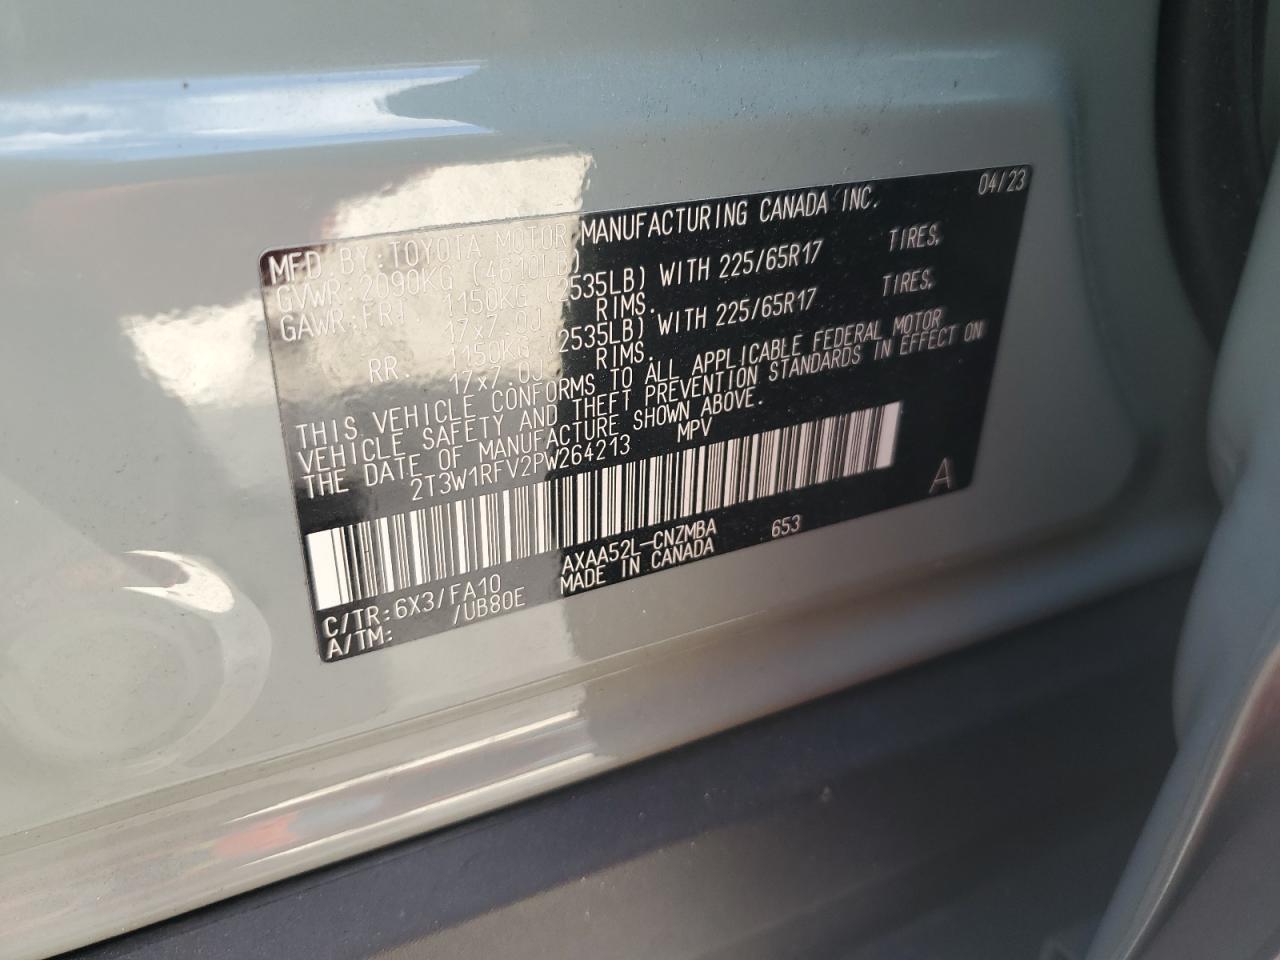 MFD. BY: TOYOTA MOTOR MANUFACTURING CANADA INC. 04/23
GVWR: 2090KG (4610LB)
GAWR: FRT 1150KG (2535LB) WITH 225/65R17 TIRES,
17x7.0J RIMS.
RR. 1150KG (2535LB) WITH 225/65R17 TIRES,
17x7.0J RIMS.
THIS VEHICLE CONFORMS TO ALL APPLICABLE FEDERAL MOTOR
VEHICLE SAFETY AND THEFT PREVENTION STANDARDS IN EFFECT ON
THE DATE OF MANUFACTURE SHOWN ABOVE.
2T3W1RFV2PW264213 MPV
A
C/TR: 6X3/FA10 AXAA52L-CNZMBA 653
A/TM: /UB80E MADE IN CANADA